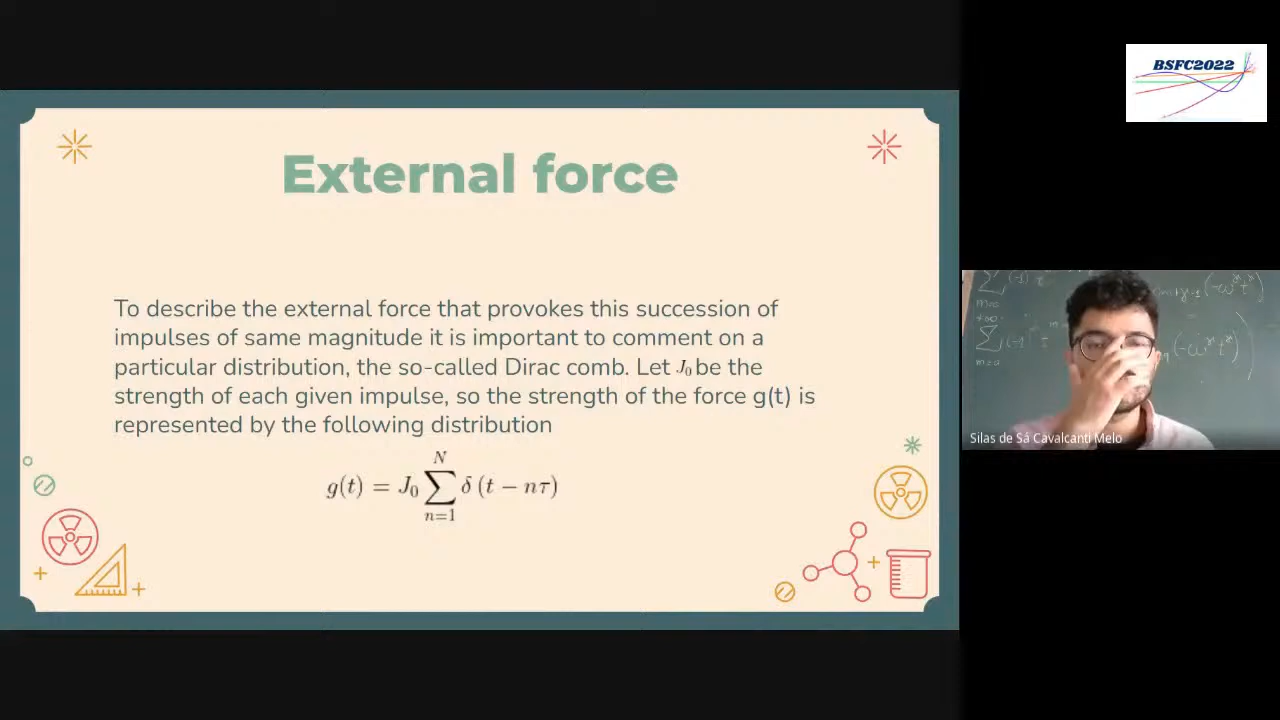 External force
To describe the external force that provokes this succession of
impulses of same magnitude it is important to comment on a
particular distribution, the so-called Dirac comb. Let J₀ be the
strength of each given impulse, so the strength of the force g(t) is
represented by the following distribution
g(t) = J₀ ∑_{n=1}^{N} δ (t − nτ)
BSFC2022
Silas de Sá Cavalcanti Melo